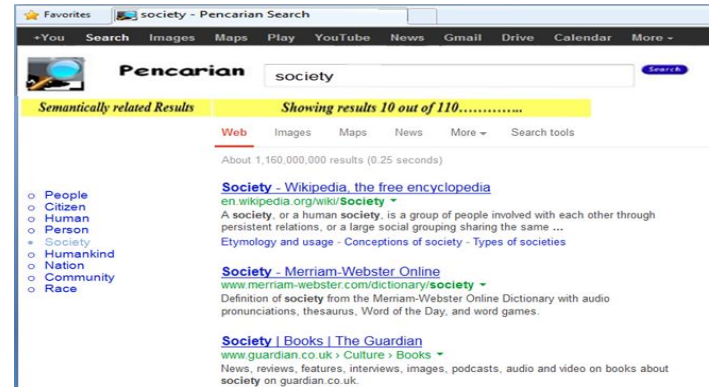 Favorites society - Pencarian Search
+You Search Images Maps Play YouTube News Gmail Drive Calendar More
Pencarian society Search
Semantically related Results Showing results 10 out of 110.............
Web Images Maps News More Search tools
About 1,160,000,000 results (0.25 seconds)
People
Citizen
Human
Person
Society
Humankind
Nation
Community
Race
Society - Wikipedia, the free encyclopedia
en.wikipedia.org/wiki/Society
A society, or a human society, is a group of people involved with each other through
persistent relations, or a large social grouping sharing the same ...
Etymology and usage - Conceptions of society - Types of societies
Society - Merriam-Webster Online
www.merriam-webster.com/dictionary/society
Definition of society from the Merriam-Webster Online Dictionary with audio
pronunciations, thesaurus, Word of the Day, and word games.
Society | Books | The Guardian
www.guardian.co.uk › Culture › Books
News, reviews, features, interviews, images, podcasts, audio and video on books about
society on guardian.co.uk.